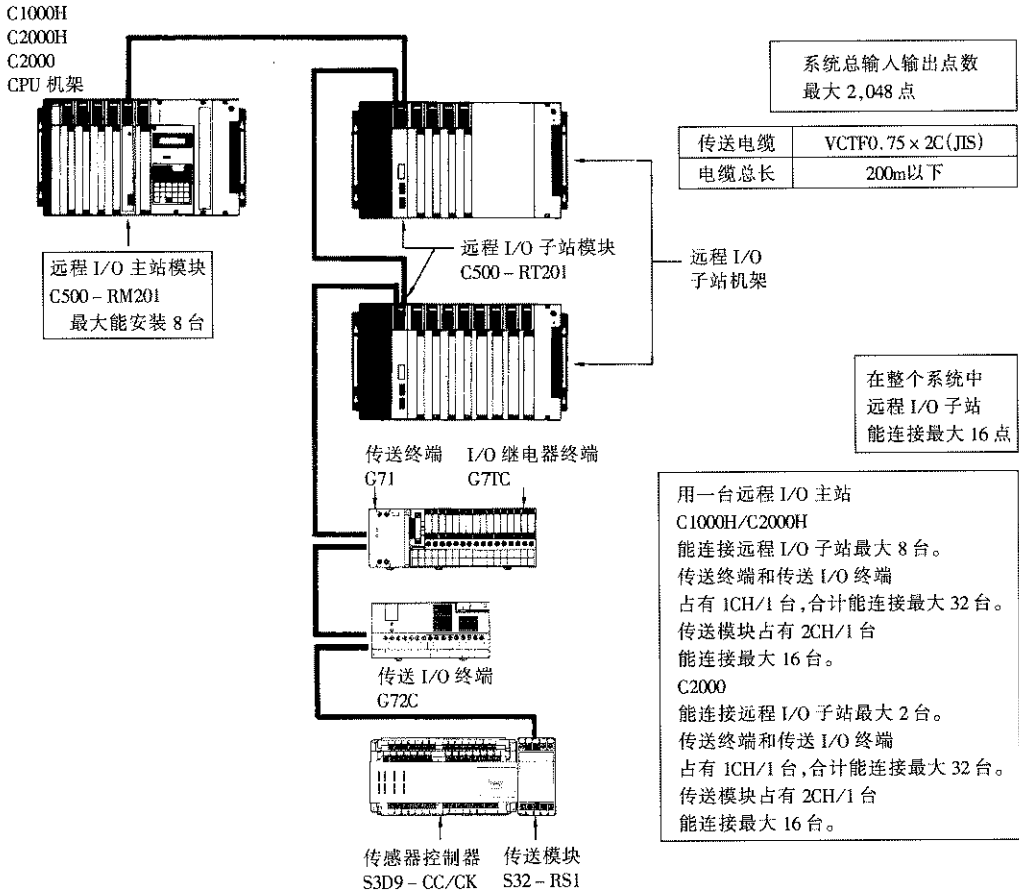 C1000H
C2000H
C2000
CPU 机架
系统总输入输出点数
最大 2,048 点
传送电缆 VCTF0.75×2C(JIS)
电缆总长 200m以下
远程 I/O 主站模块
C500-RM201
最大能安装 8 台
远程 I/O 子站模块
C500-RT201
远程 I/O
子站机架
在整个系统中
远程 I/O 子站
能连接最大 16 点
传送终端
G71
I/O 继电器终端
G7TC
传送 I/O 终端
G72C
传感器控制器
S3D9-CC/CK
传送模块
S32-RS1
用一台远程 I/O 主站
C1000H/C2000H
能连接远程 I/O 子站最大 8 台。
传送终端和传送 I/O 终端
占有 1CH/1 台,合计能连接最大 32 台。
传送模块占有 2CH/1 台
能连接最大 16 台。
C2000
能连接远程 I/O 子站最大 2 台。
传送终端和传送 I/O 终端
占有 1CH/1 台,合计能连接最大 32 台。
传送模块占有 2CH/1 台
能连接最大 16 台。